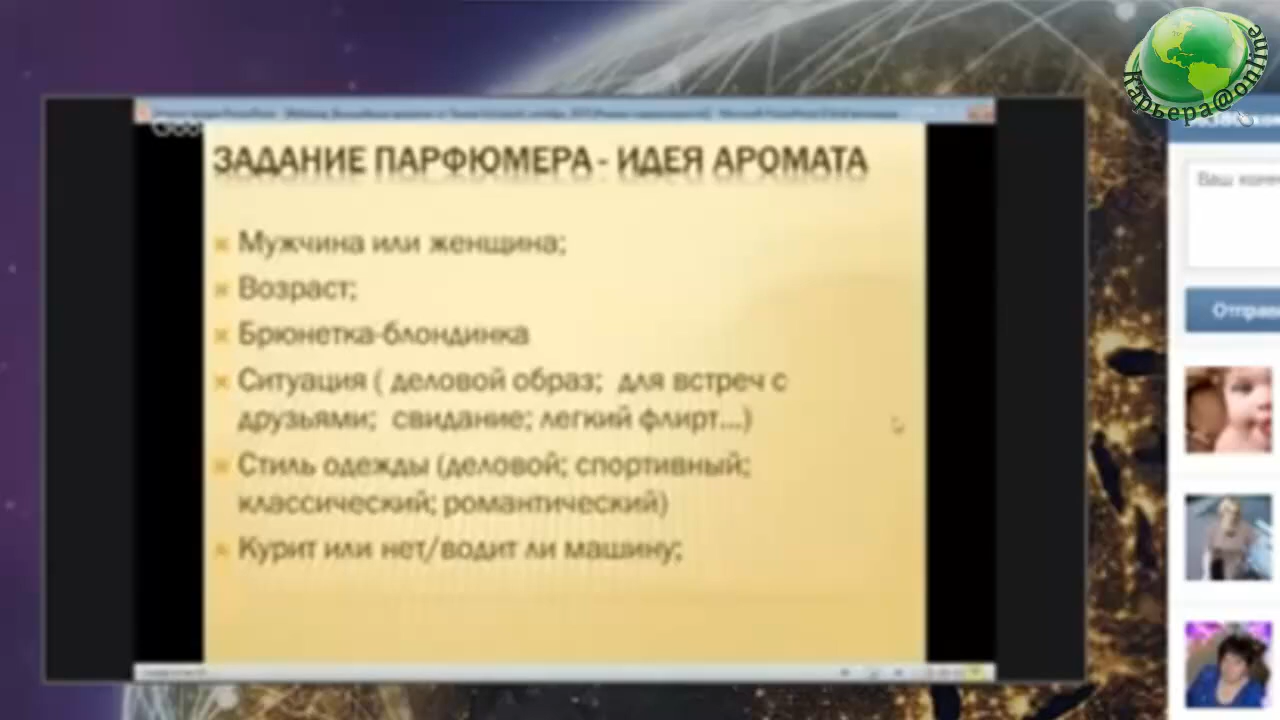 Карьера@online
ЗАДАНИЕ ПАРФЮМЕРА - ИДЕЯ АРОМАТА
Мужчина или женщина;
Возраст;
Брюнетка-блондинка
Ситуация ( деловой образ; для встреч с
друзьями; свидание; легкий флирт...)
Стиль одежды (деловой; спортивный;
классический; романтический)
Курит или нет/водит ли машину;
Ваш